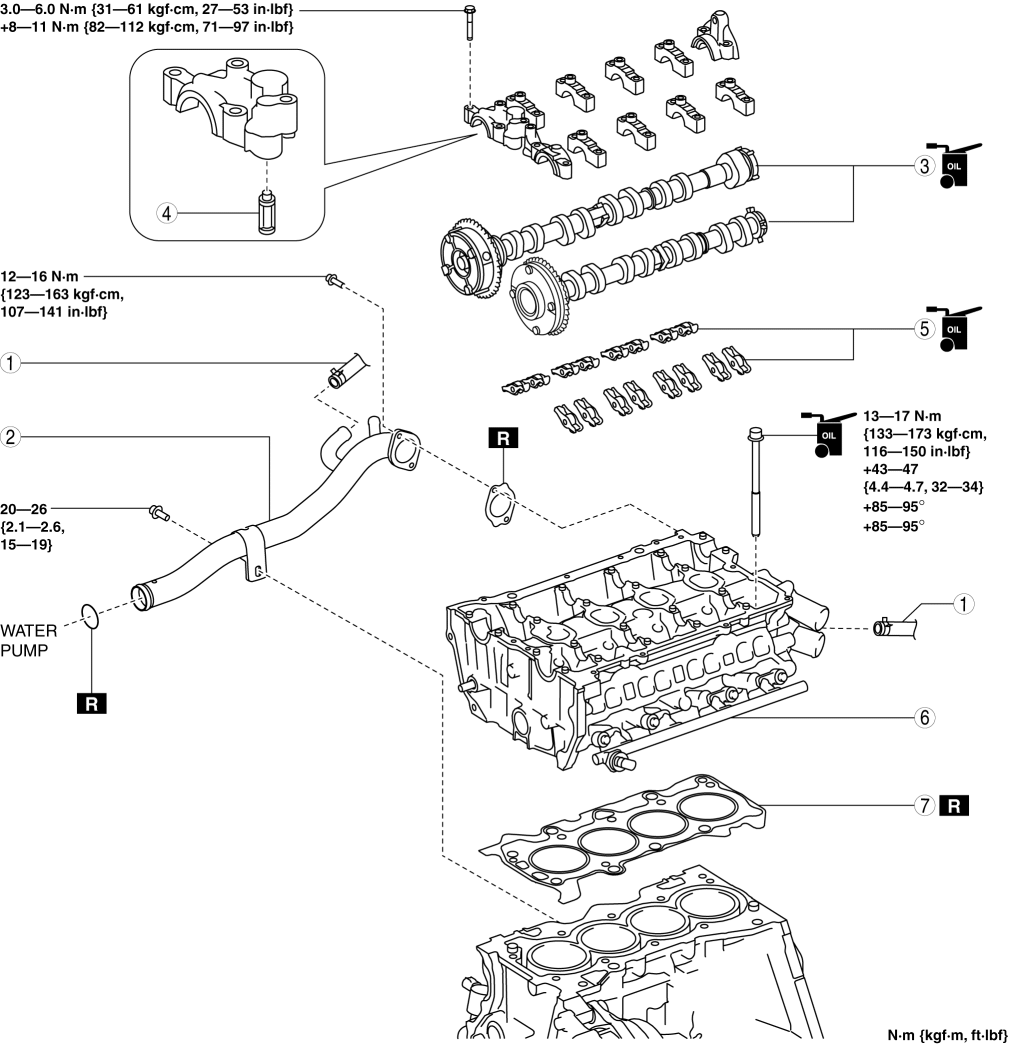 3.0—6.0 N·m {31—61 kgf·cm, 27—53 in·lbf}
+8—11 N·m {82—112 kgf·cm, 71—97 in·lbf}
4
3
OIL
12—16 N·m
{123—163 kgf·cm,
107—141 in·lbf}
5
OIL
1
2
R
OIL
13—17 N·m
{133—173 kgf·cm,
116—150 in·lbf}
+43—47
{4.4—4.7, 32—34}
+85—95°
+85—95°
20—26
{2.1—2.6,
15—19}
1
WATER
PUMP
R
6
7
R
N·m {kgf·m, ft·lbf}